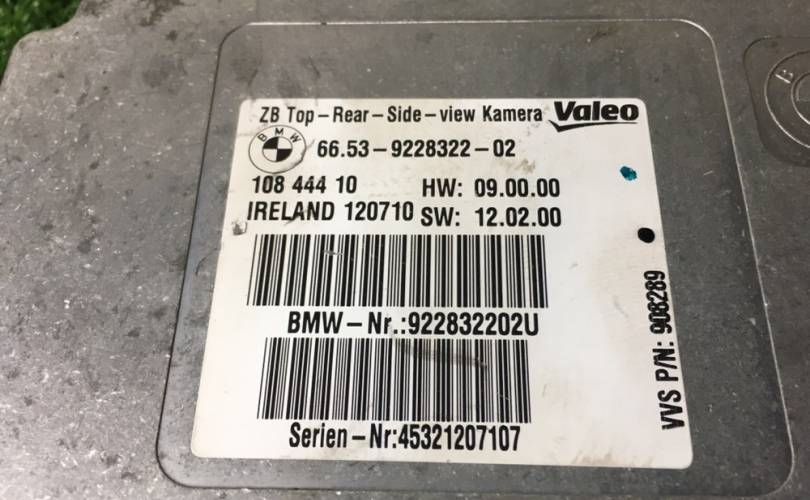 ZB Top-Rear-Side-view Kamera Valeo
BMW
66.53-9228322-02
108 444 10 HW: 09.00.00
IRELAND 120710 SW: 12.02.00
BMW-Nr.:922832202U
Serien-Nr:45321207107
VVS P/N: 908289